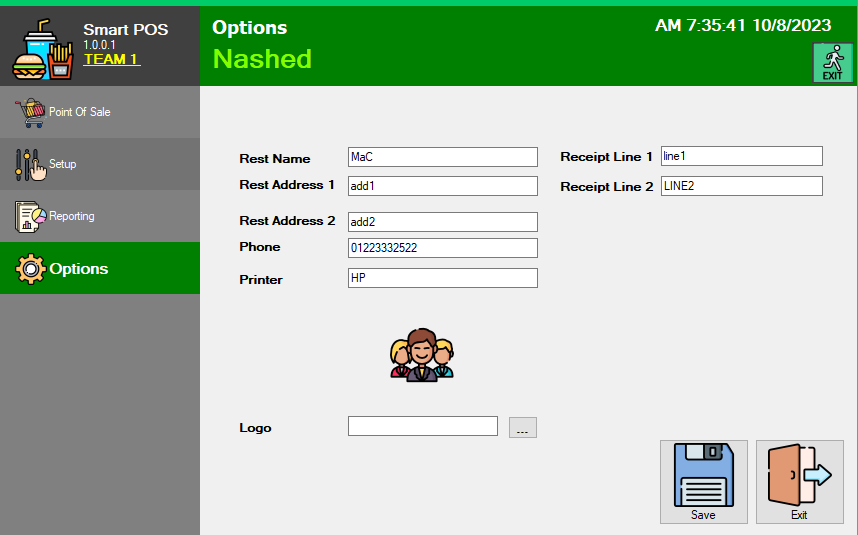 Smart POS
1.0.0.1
TEAM 1
Options
Nashed
AM 7:35:41 10/8/2023
EXIT
Point Of Sale
Setup
Reporting
Options
Rest Name MaC
Rest Address 1 add1
Rest Address 2 add2
Phone 01223332522
Printer HP
Receipt Line 1 line1
Receipt Line 2 LINE2
Logo ...
Save
Exit